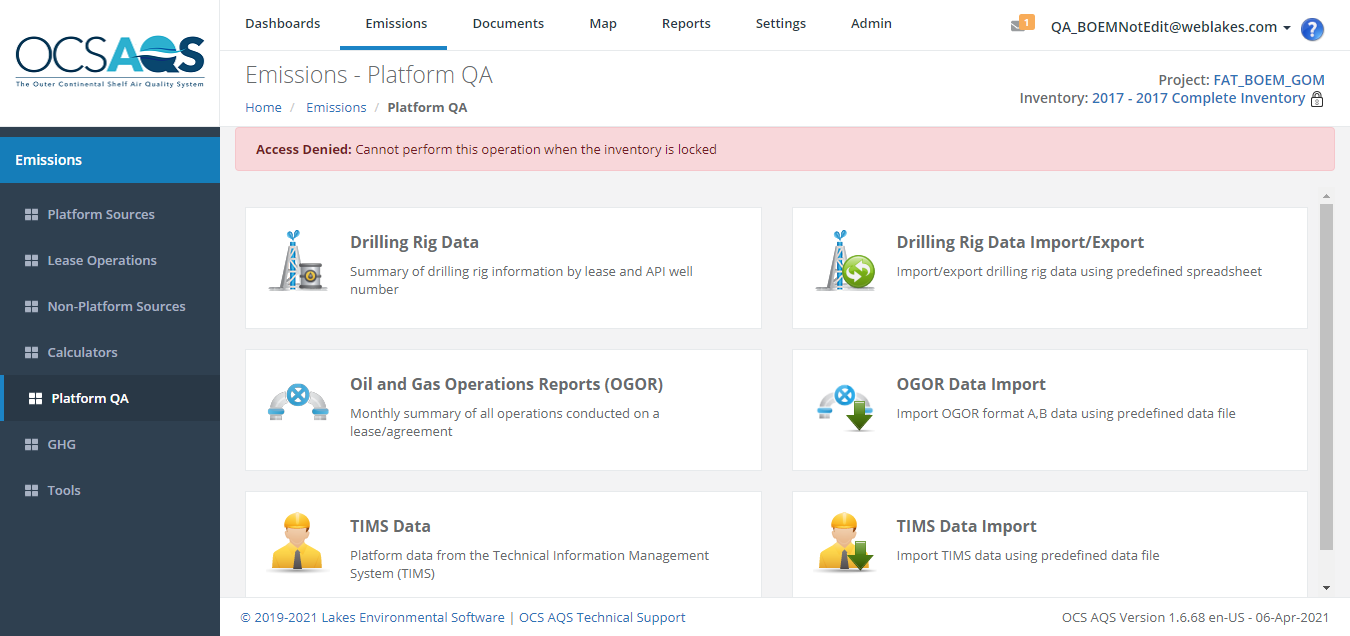 OCSAQS
The Outer Continental Shelf Air Quality System
Dashboards Emissions Documents Map Reports Settings Admin
1 QA_BOEMNotEdit@weblakes.com ?
Emissions - Platform QA
Home / Emissions / Platform QA
Project: FAT_BOEM_GOM
Inventory: 2017 - 2017 Complete Inventory
Access Denied: Cannot perform this operation when the inventory is locked
Emissions
Platform Sources
Lease Operations
Non-Platform Sources
Calculators
Platform QA
GHG
Tools
Drilling Rig Data
Summary of drilling rig information by lease and API well
number
Drilling Rig Data Import/Export
Import/export drilling rig data using predefined spreadsheet
Oil and Gas Operations Reports (OGOR)
Monthly summary of all operations conducted on a
lease/agreement
OGOR Data Import
Import OGOR format A,B data using predefined data file
TIMS Data
Platform data from the Technical Information Management
System (TIMS)
TIMS Data Import
Import TIMS data using predefined data file
© 2019-2021 Lakes Environmental Software | OCS AQS Technical Support
OCS AQS Version 1.6.68 en-US - 06-Apr-2021